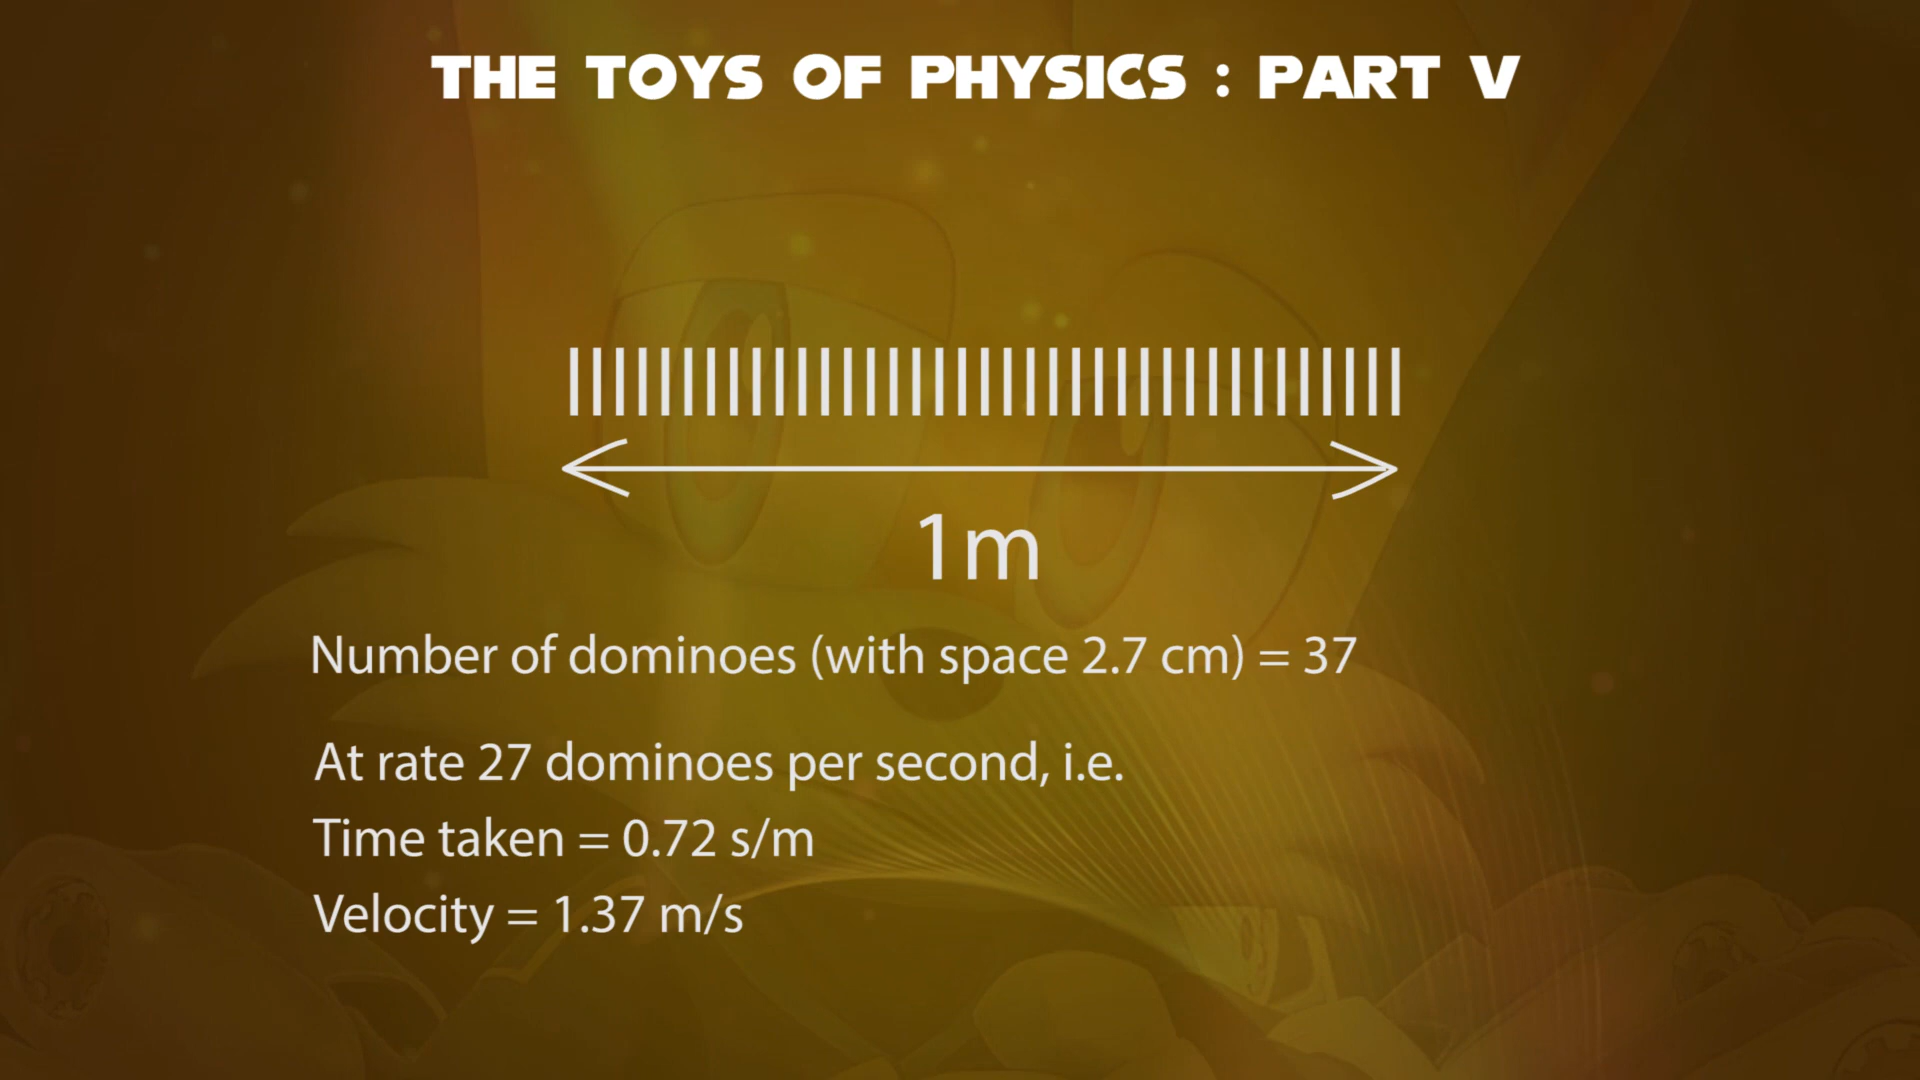 THE TOYS OF PHYSICS : PART V
1m
Number of dominoes (with space 2.7 cm) = 37
At rate 27 dominoes per second, i.e.
Time taken = 0.72 s/m
Velocity = 1.37 m/s